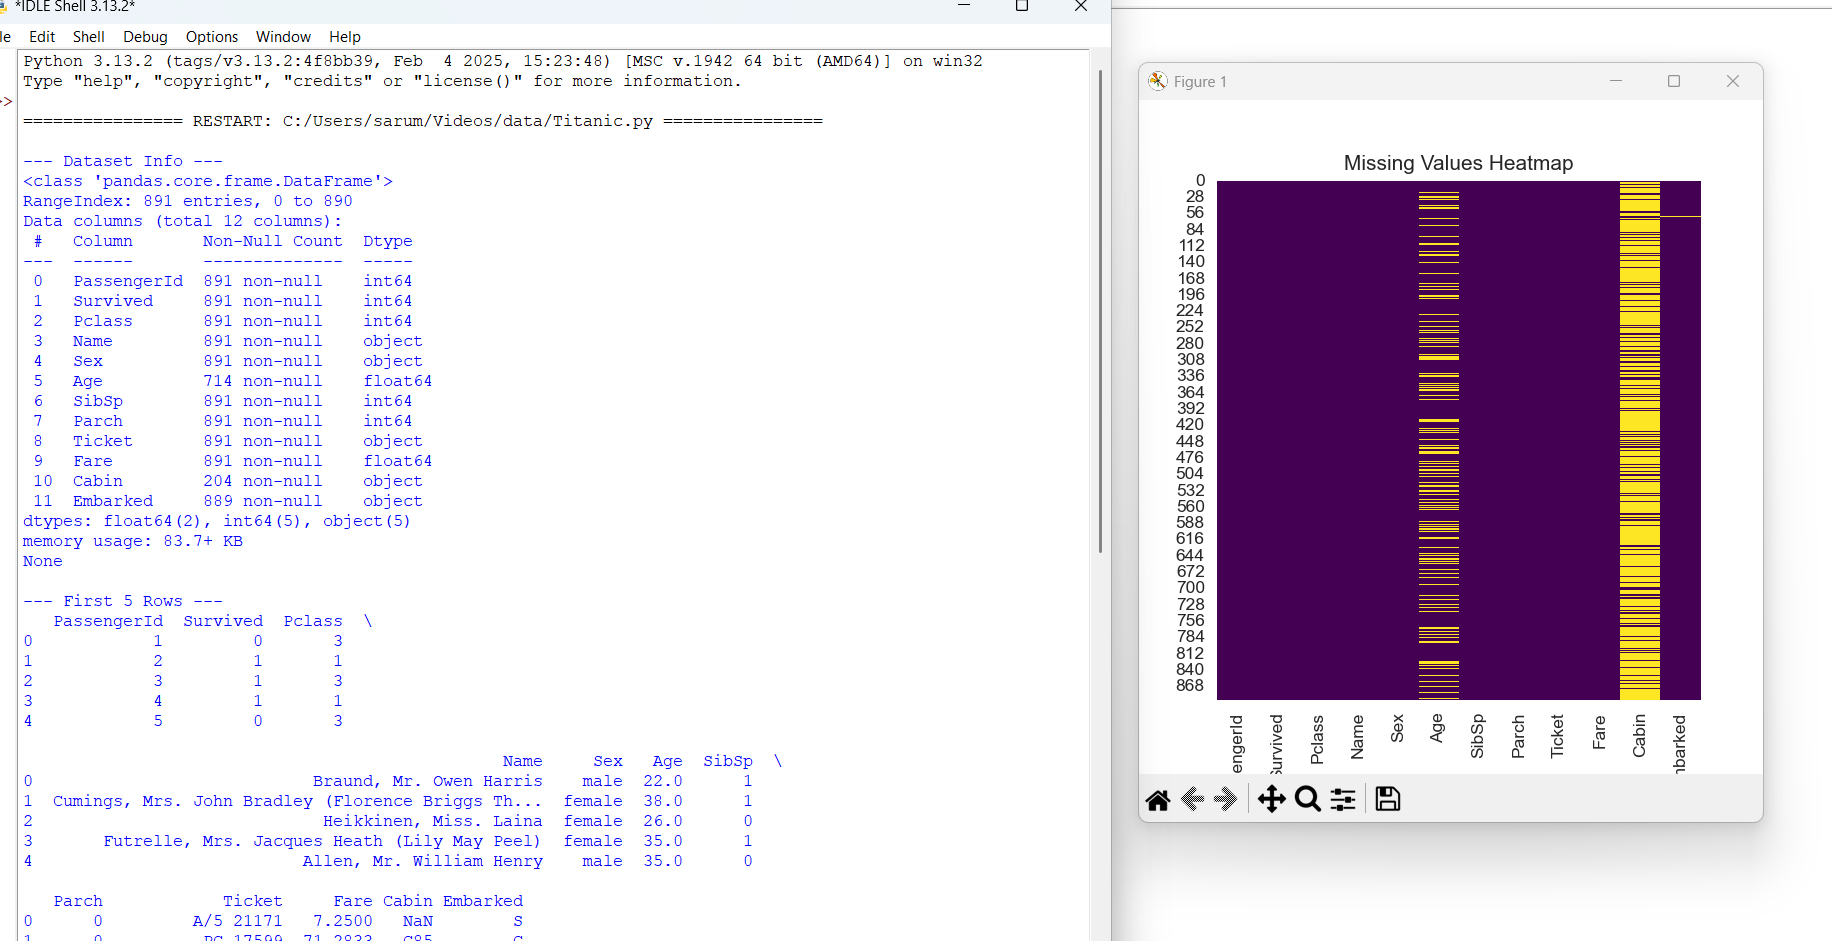 *IDLE Shell 3.13.2*
Edit Shell Debug Options Window Help
Python 3.13.2 (tags/v3.13.2:4f8bb39, Feb  4 2025, 15:23:48) [MSC v.1942 64 bit (AMD64)] on win32
Type "help", "copyright", "credits" or "license()" for more information.
================ RESTART: C:/Users/sarum/Videos/data/Titanic.py ================
--- Dataset Info ---
<class 'pandas.core.frame.DataFrame'>
RangeIndex: 891 entries, 0 to 890
Data columns (total 12 columns):
 #   Column       Non-Null Count  Dtype
---  ------       --------------  -----
 0   PassengerId  891 non-null    int64
 1   Survived     891 non-null    int64
 2   Pclass       891 non-null    int64
 3   Name         891 non-null    object
 4   Sex          891 non-null    object
 5   Age          714 non-null    float64
 6   SibSp        891 non-null    int64
 7   Parch        891 non-null    int64
 8   Ticket       891 non-null    object
 9   Fare         891 non-null    float64
 10  Cabin        204 non-null    object
 11  Embarked     889 non-null    object
dtypes: float64(2), int64(5), object(5)
memory usage: 83.7+ KB
None
--- First 5 Rows ---
   PassengerId  Survived  Pclass  \
0            1         0       3
1            2         1       1
2            3         1       3
3            4         1       1
4            5         0       3
Name     Sex   Age  SibSp  \
0 Braund, Mr. Owen Harris    male  22.0      1
1  Cumings, Mrs. John Bradley (Florence Briggs Th...  female  38.0      1
2 Heikkinen, Miss. Laina  female  26.0      0
3 Futrelle, Mrs. Jacques Heath (Lily May Peel)  female  35.0      1
4 Allen, Mr. William Henry    male  35.0      0
   Parch            Ticket     Fare Cabin Embarked
0      0         A/5 21171   7.2500   NaN        S
1      0          PC 17599  71.2833   C85        C
Figure 1
Missing Values Heatmap
0
28
56
84
112
140
168
196
224
252
280
308
336
364
392
420
448
476
504
532
560
588
616
644
672
700
728
756
784
812
840
868
engerId
Survived
Pclass
Name
Sex
Age
SibSp
Parch
Ticket
Fare
Cabin
nbarked